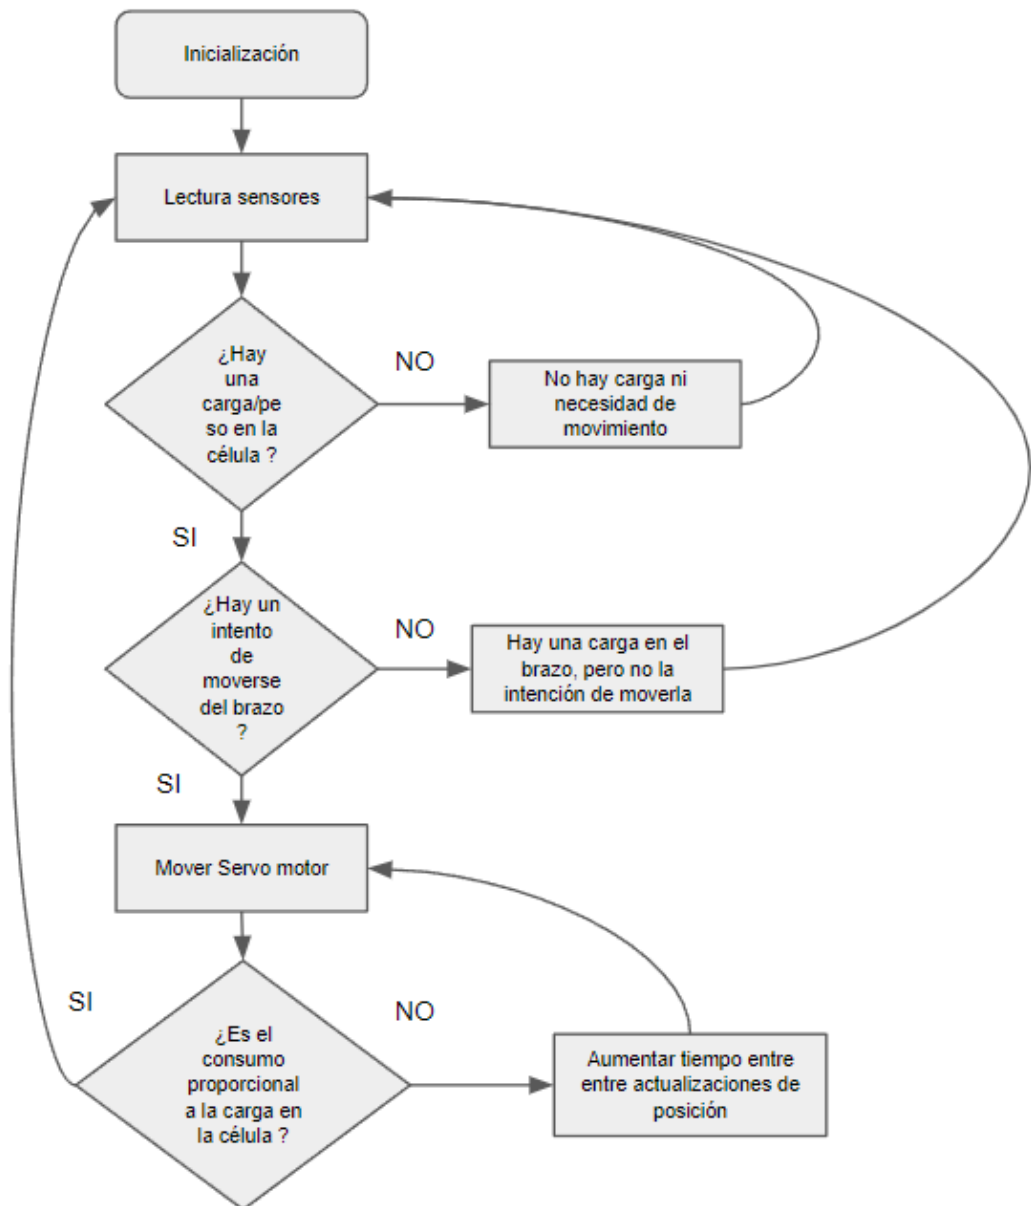 Inicialización
Lectura sensores
¿Hay
una
carga/pe
so en la
célula ?
NO
No hay carga ni
necesidad de
movimiento
SI
¿Hay un
intento
de
moverse
del brazo
?
NO
Hay una carga en el
brazo, pero no la
intención de moverla
SI
Mover Servo motor
SI
¿Es el
consumo
proporcional
a la carga en
la célula ?
NO
Aumentar tiempo entre
entre actualizaciones de
posición